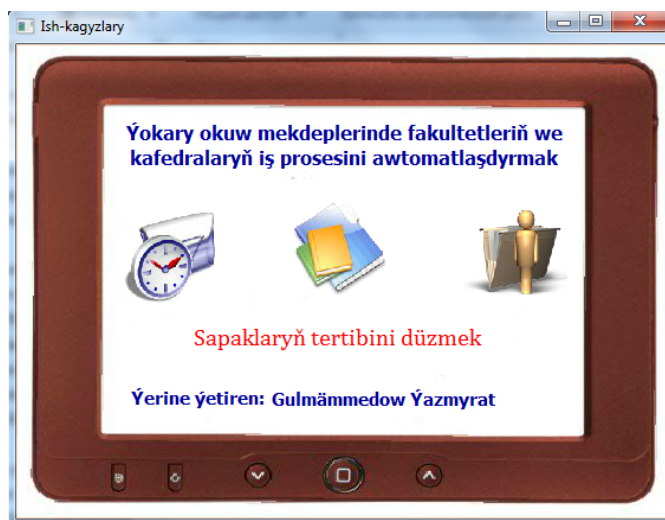 Ish-kagyzlary
Ýokary okuw mekdeplerinde fakultetleriň we
kafedralaryň iş prosesini awtomatlaşdyrmak
Sapaklaryň tertibini düzmek
Ýerine ýetiren: Gulmämmedow Ýazmyrat